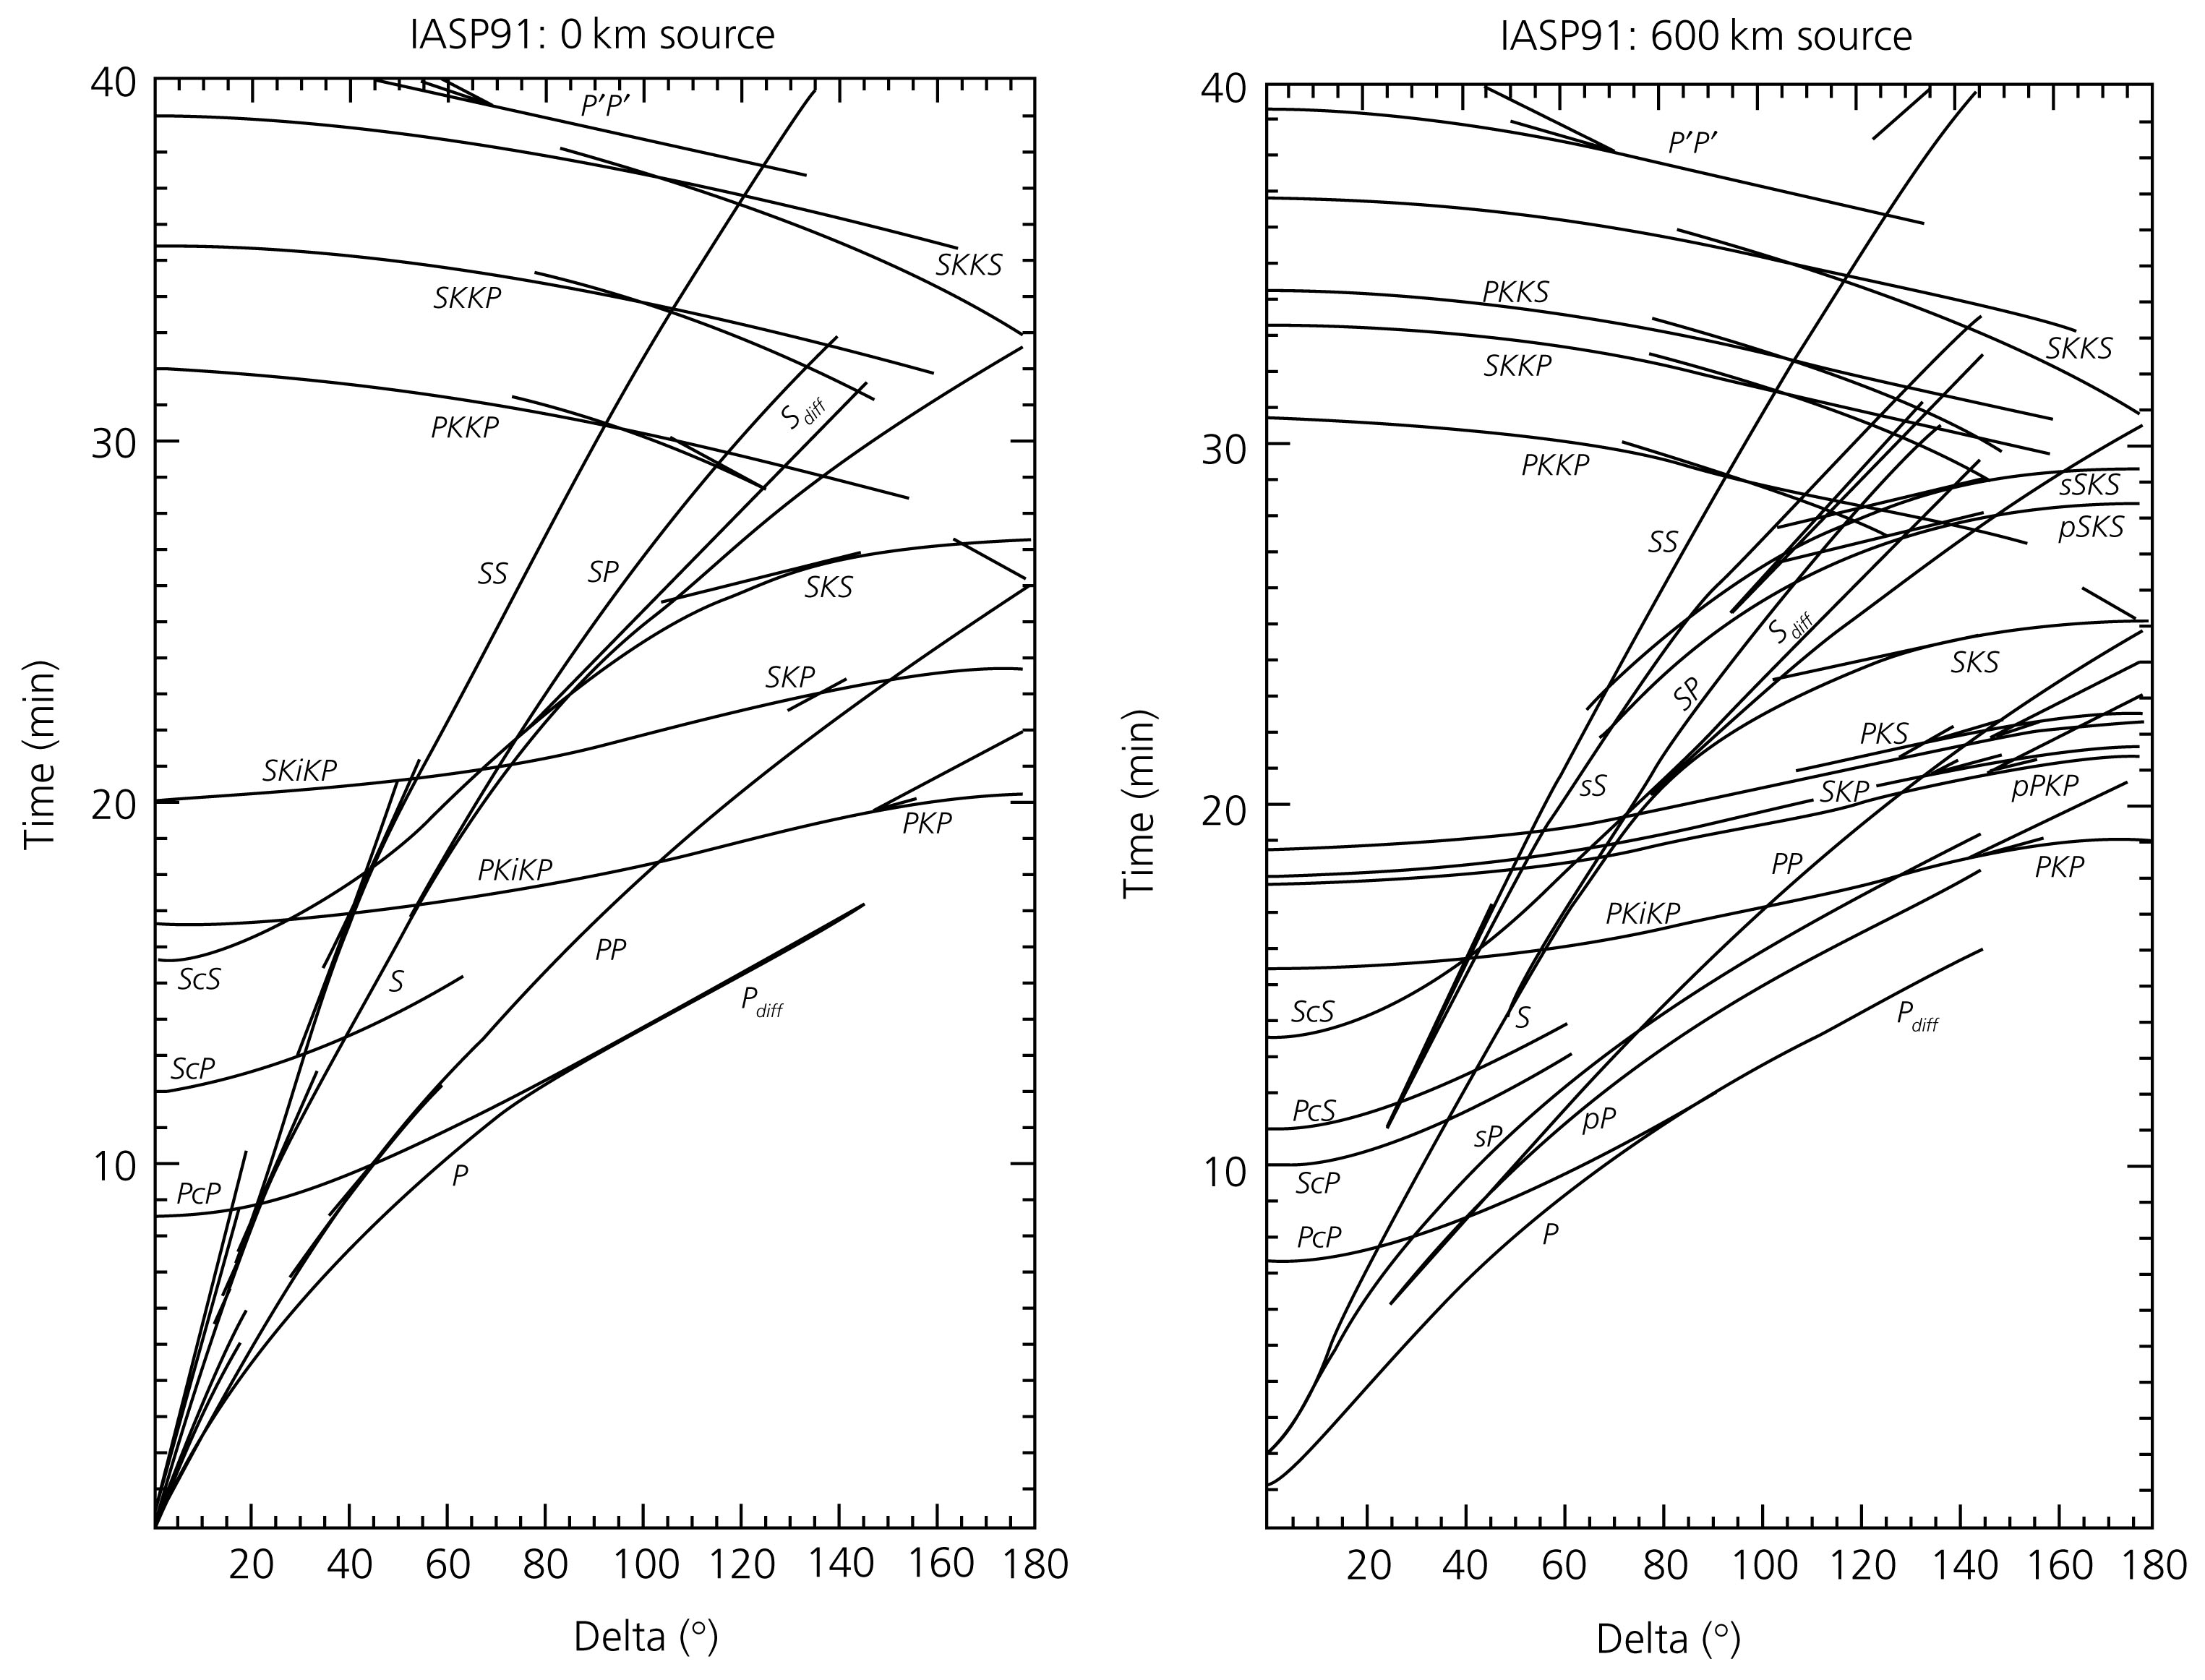 IASP91: 0 km source
40
30
20
10
Time (min)
P′P′
SKKS
SKKP
PKKP
S diff
SS
SP
SKS
SKP
SKiKP
PKP
PKiKP
ScS
S
PP
P diff
ScP
PcP
P
20 40 60 80 100 120 140 160 180
Delta (°)
IASP91: 600 km source
40
30
20
10
Time (min)
P′P′
PKKS
SKKS
SKKP
PKKP
sSKS
pSKS
SS
S diff
SKS
SP
PKS
sS
SKP
pPKP
PP
PKP
PKiKP
ScS
S
P diff
PcS
pP
sP
ScP
PcP
P
20 40 60 80 100 120 140 160 180
Delta (°)